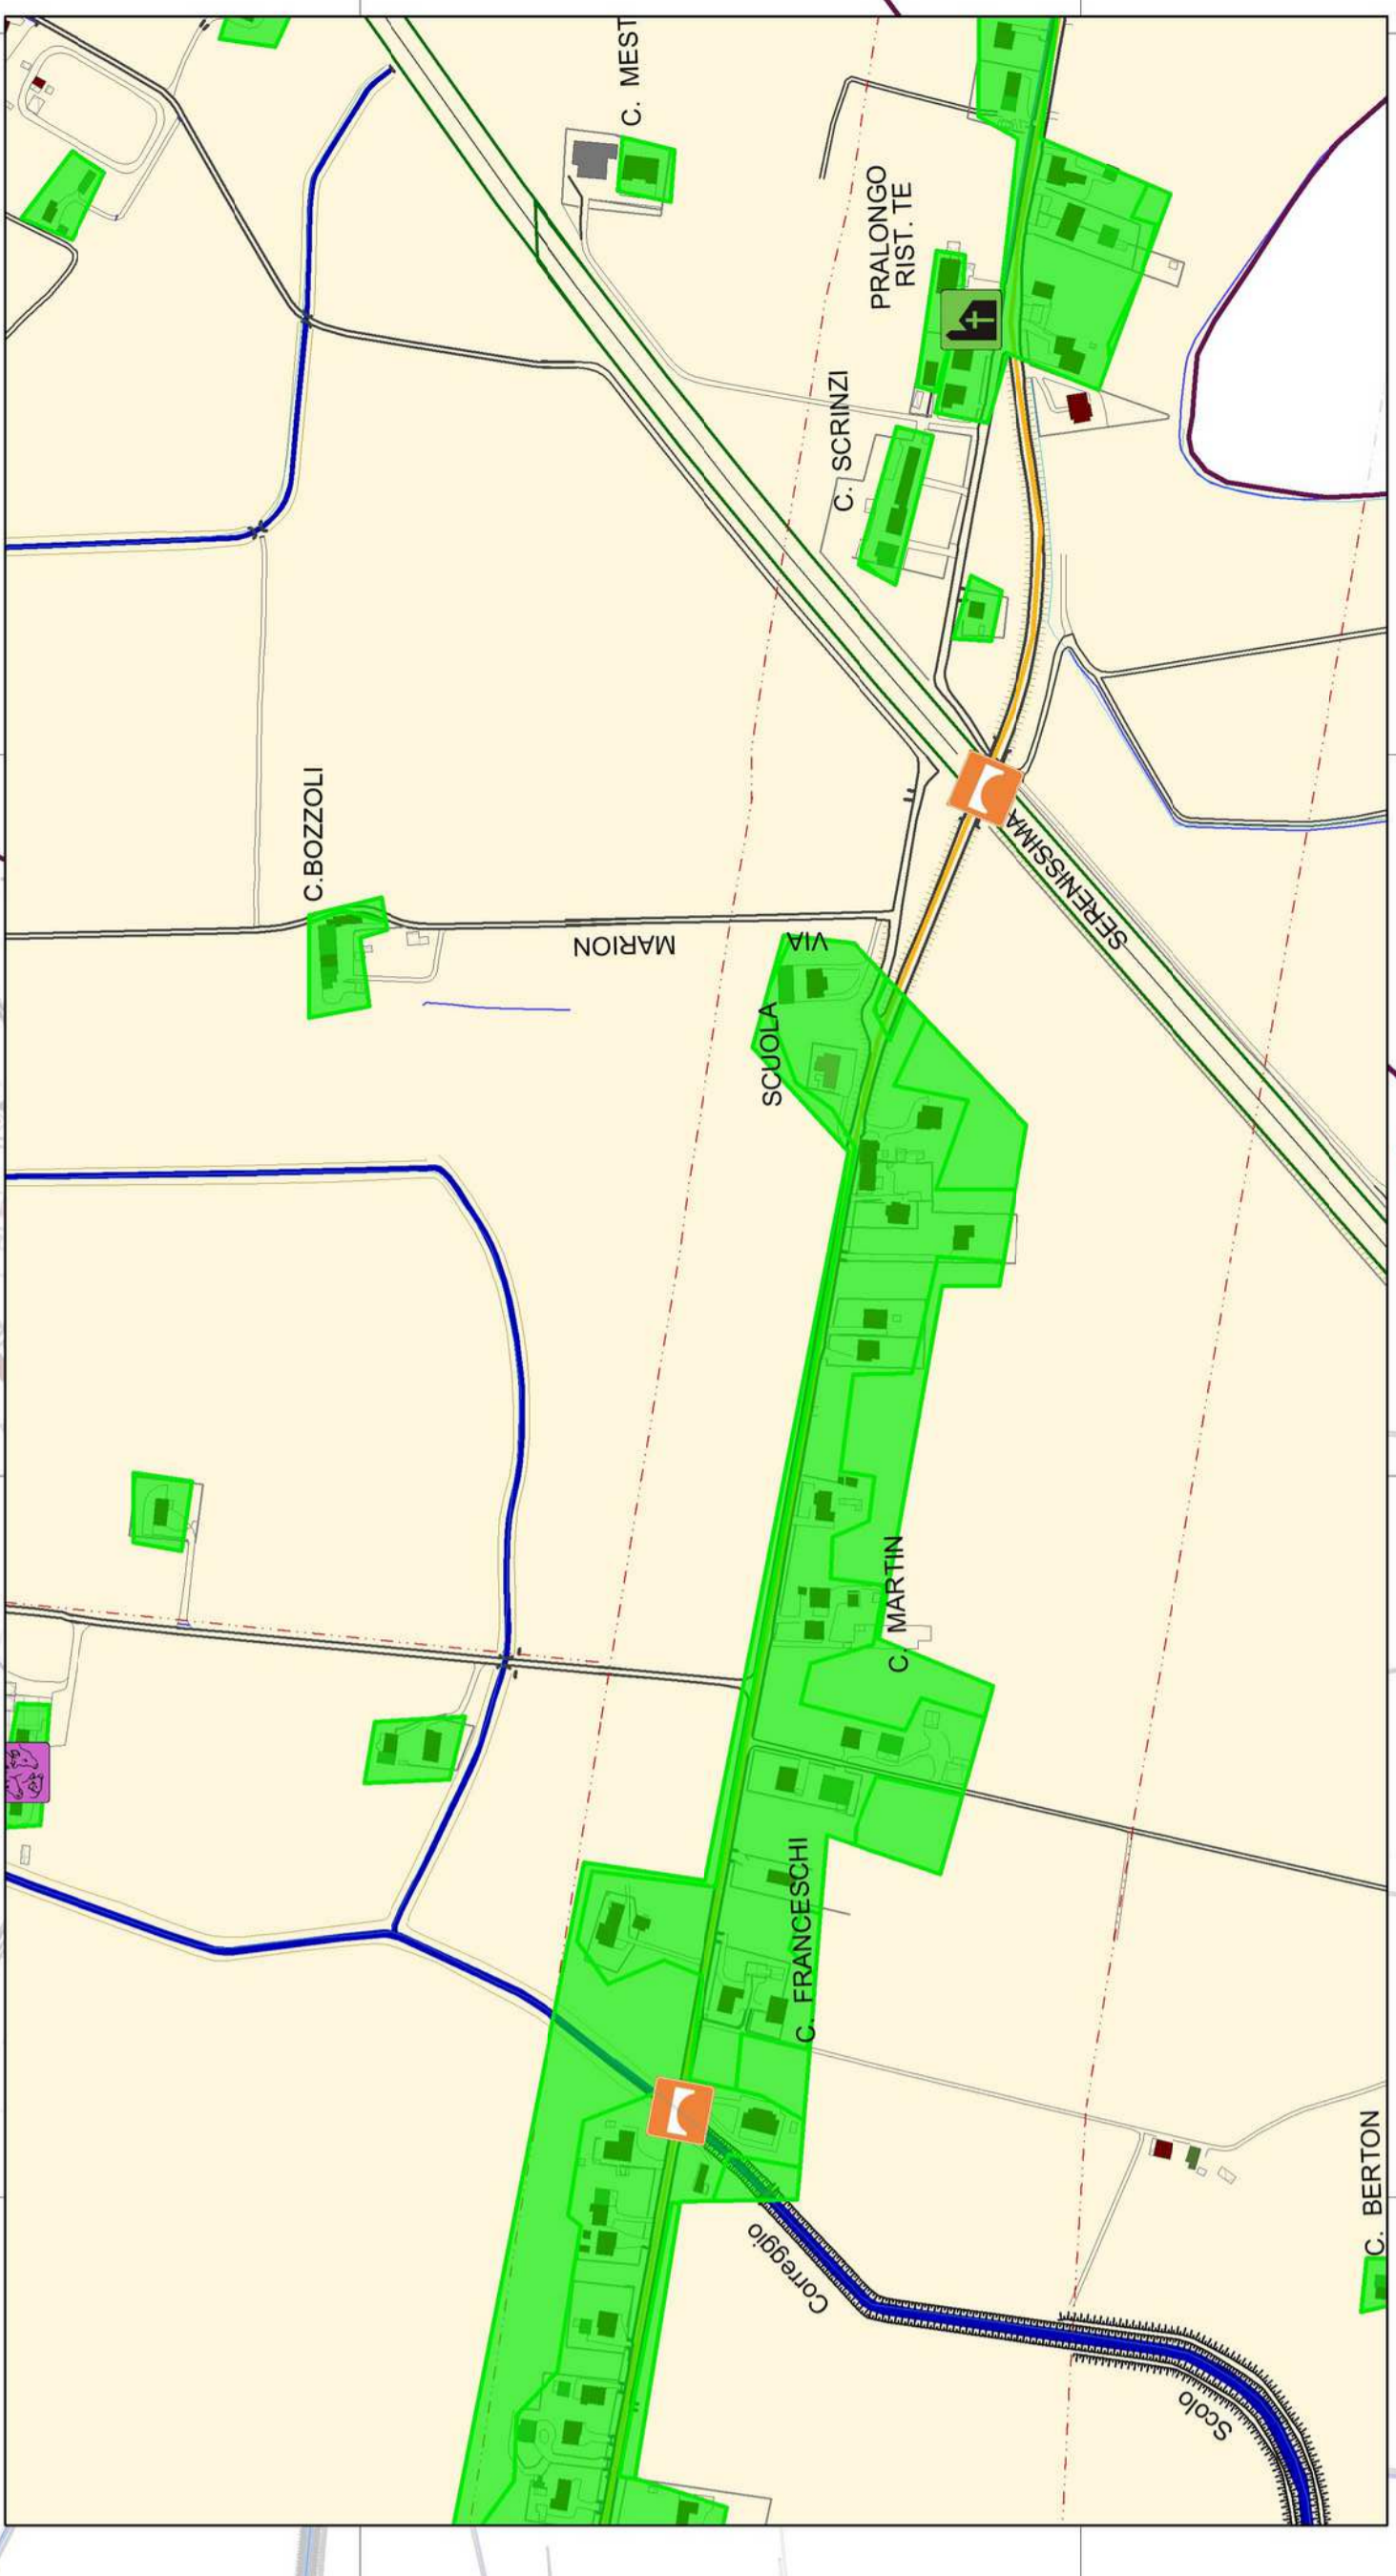 C. MEST
PRALONGO
RIST. TE
C. SCRINZI
C.BOZZOLI
SERENISSIMA
MARION
VIA
SCUOLA
C. MARTIN
C. FRANCESCHI
C. BERTON
Correggio
Scolo